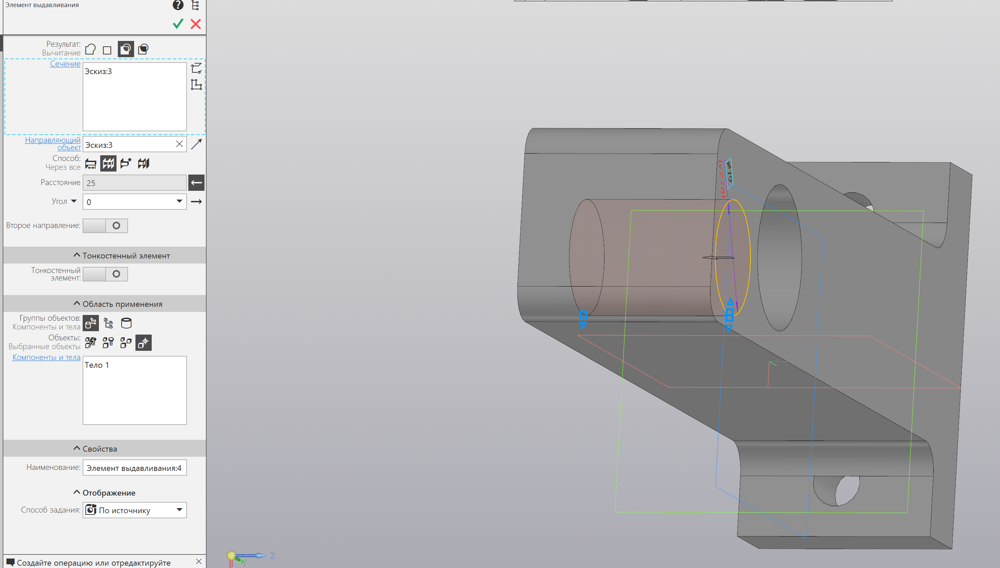 Элемент выдавливания
Результат:
Вычитание
Сечение
Эскиз:3
Направляющий
объект
Эскиз:3
Способ:
Через все
Расстояние
25
Угол
0
Второе направление:
Тонкостенный элемент
Тонкостенный
элемент:
Область применения
Группы объектов:
Компоненты и тела
Объекты:
Выбранные объекты
Компоненты и тела
Тело 1
Свойства
Наименование:
Элемент выдавливания:4
Отображение
Способ задания:
По источнику
Создайте операцию или отредактируйте
(v278)
ϕ19
Z
Y